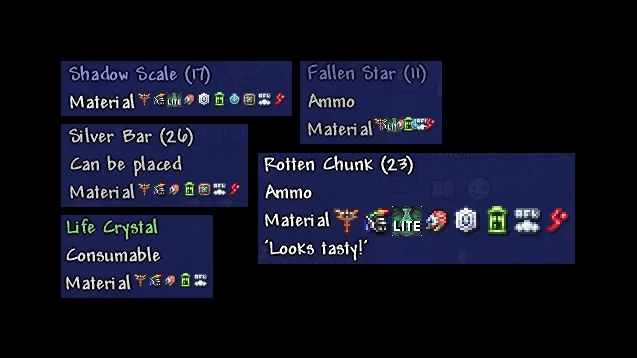 Shadow Scale (17)
Material LITE
Silver Bar (26)
Can be placed
Material
Life Crystal
Consumable
Material
Fallen Star (11)
Ammo
Material
Rotten Chunk (23)
Ammo
Material LITE
'Looks tasty!'